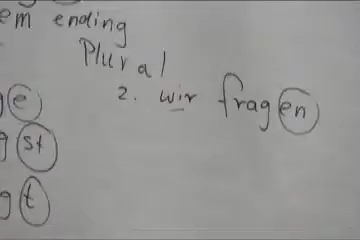 em ending
Plural
2. wir fragen
g e
g st
g t